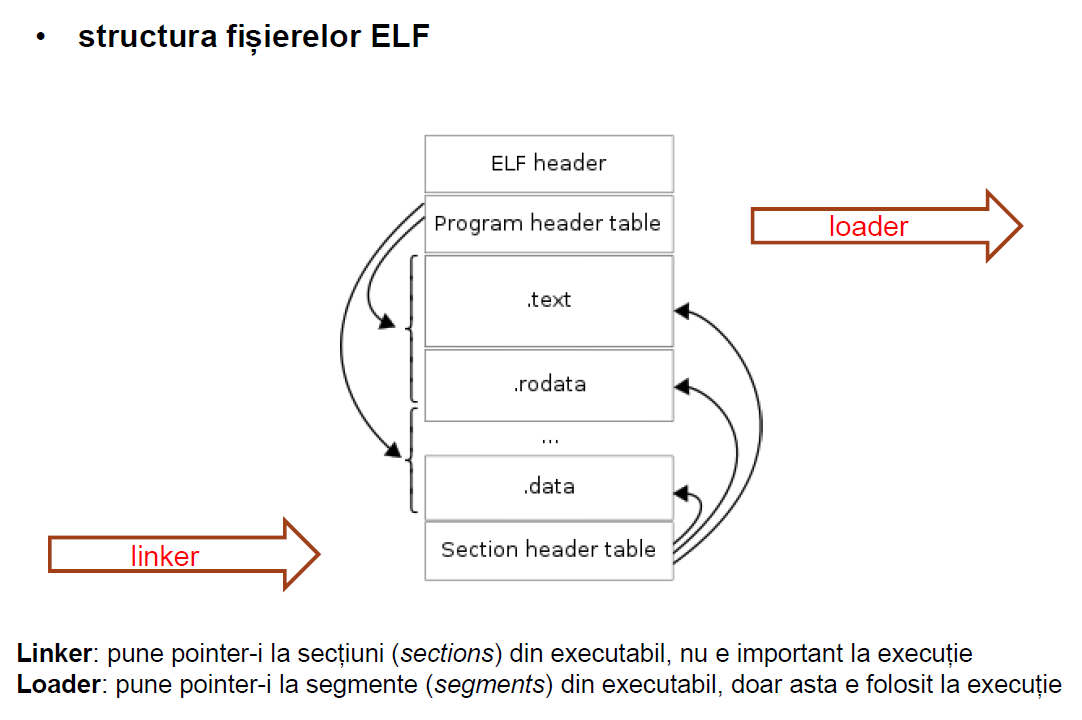 • structura fișierelor ELF
ELF header
Program header table
loader
.text
.rodata
...
.data
Section header table
linker
Linker: pune pointer-i la secțiuni (sections) din executabil, nu e important la execuție
Loader: pune pointer-i la segmente (segments) din executabil, doar asta e folosit la execuție